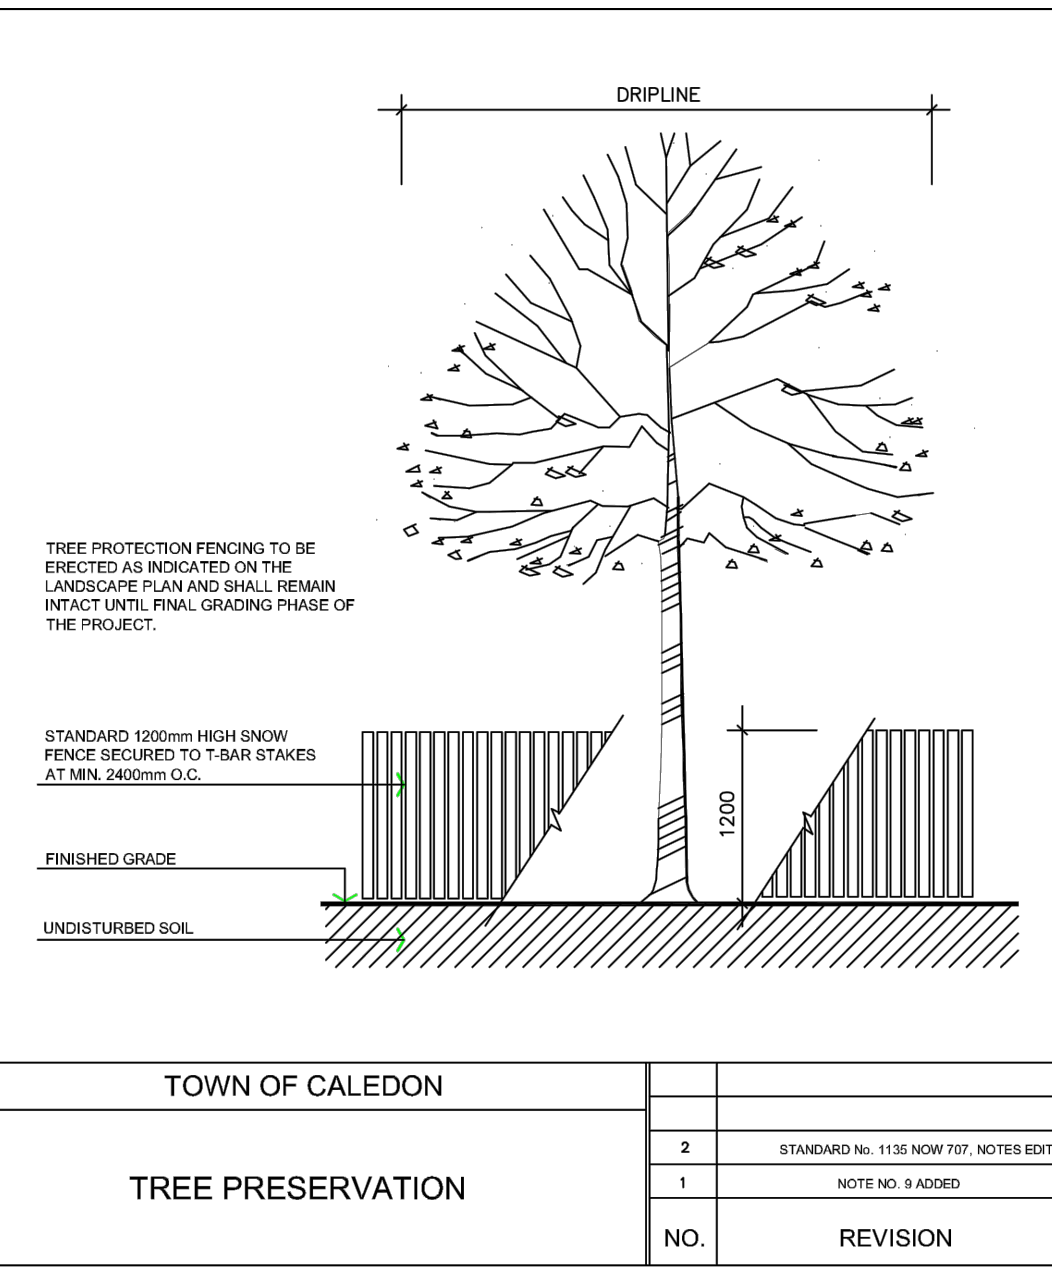 DRIPLINE
TREE PROTECTION FENCING TO BE
ERECTED AS INDICATED ON THE
LANDSCAPE PLAN AND SHALL REMAIN
INTACT UNTIL FINAL GRADING PHASE OF
THE PROJECT.
STANDARD 1200mm HIGH SNOW
FENCE SECURED TO T-BAR STAKES
AT MIN. 2400mm O.C.
1200
FINISHED GRADE
UNDISTURBED SOIL
TOWN OF CALEDON
TREE PRESERVATION
2 STANDARD No. 1135 NOW 707, NOTES EDIT
1 NOTE NO. 9 ADDED
NO. REVISION